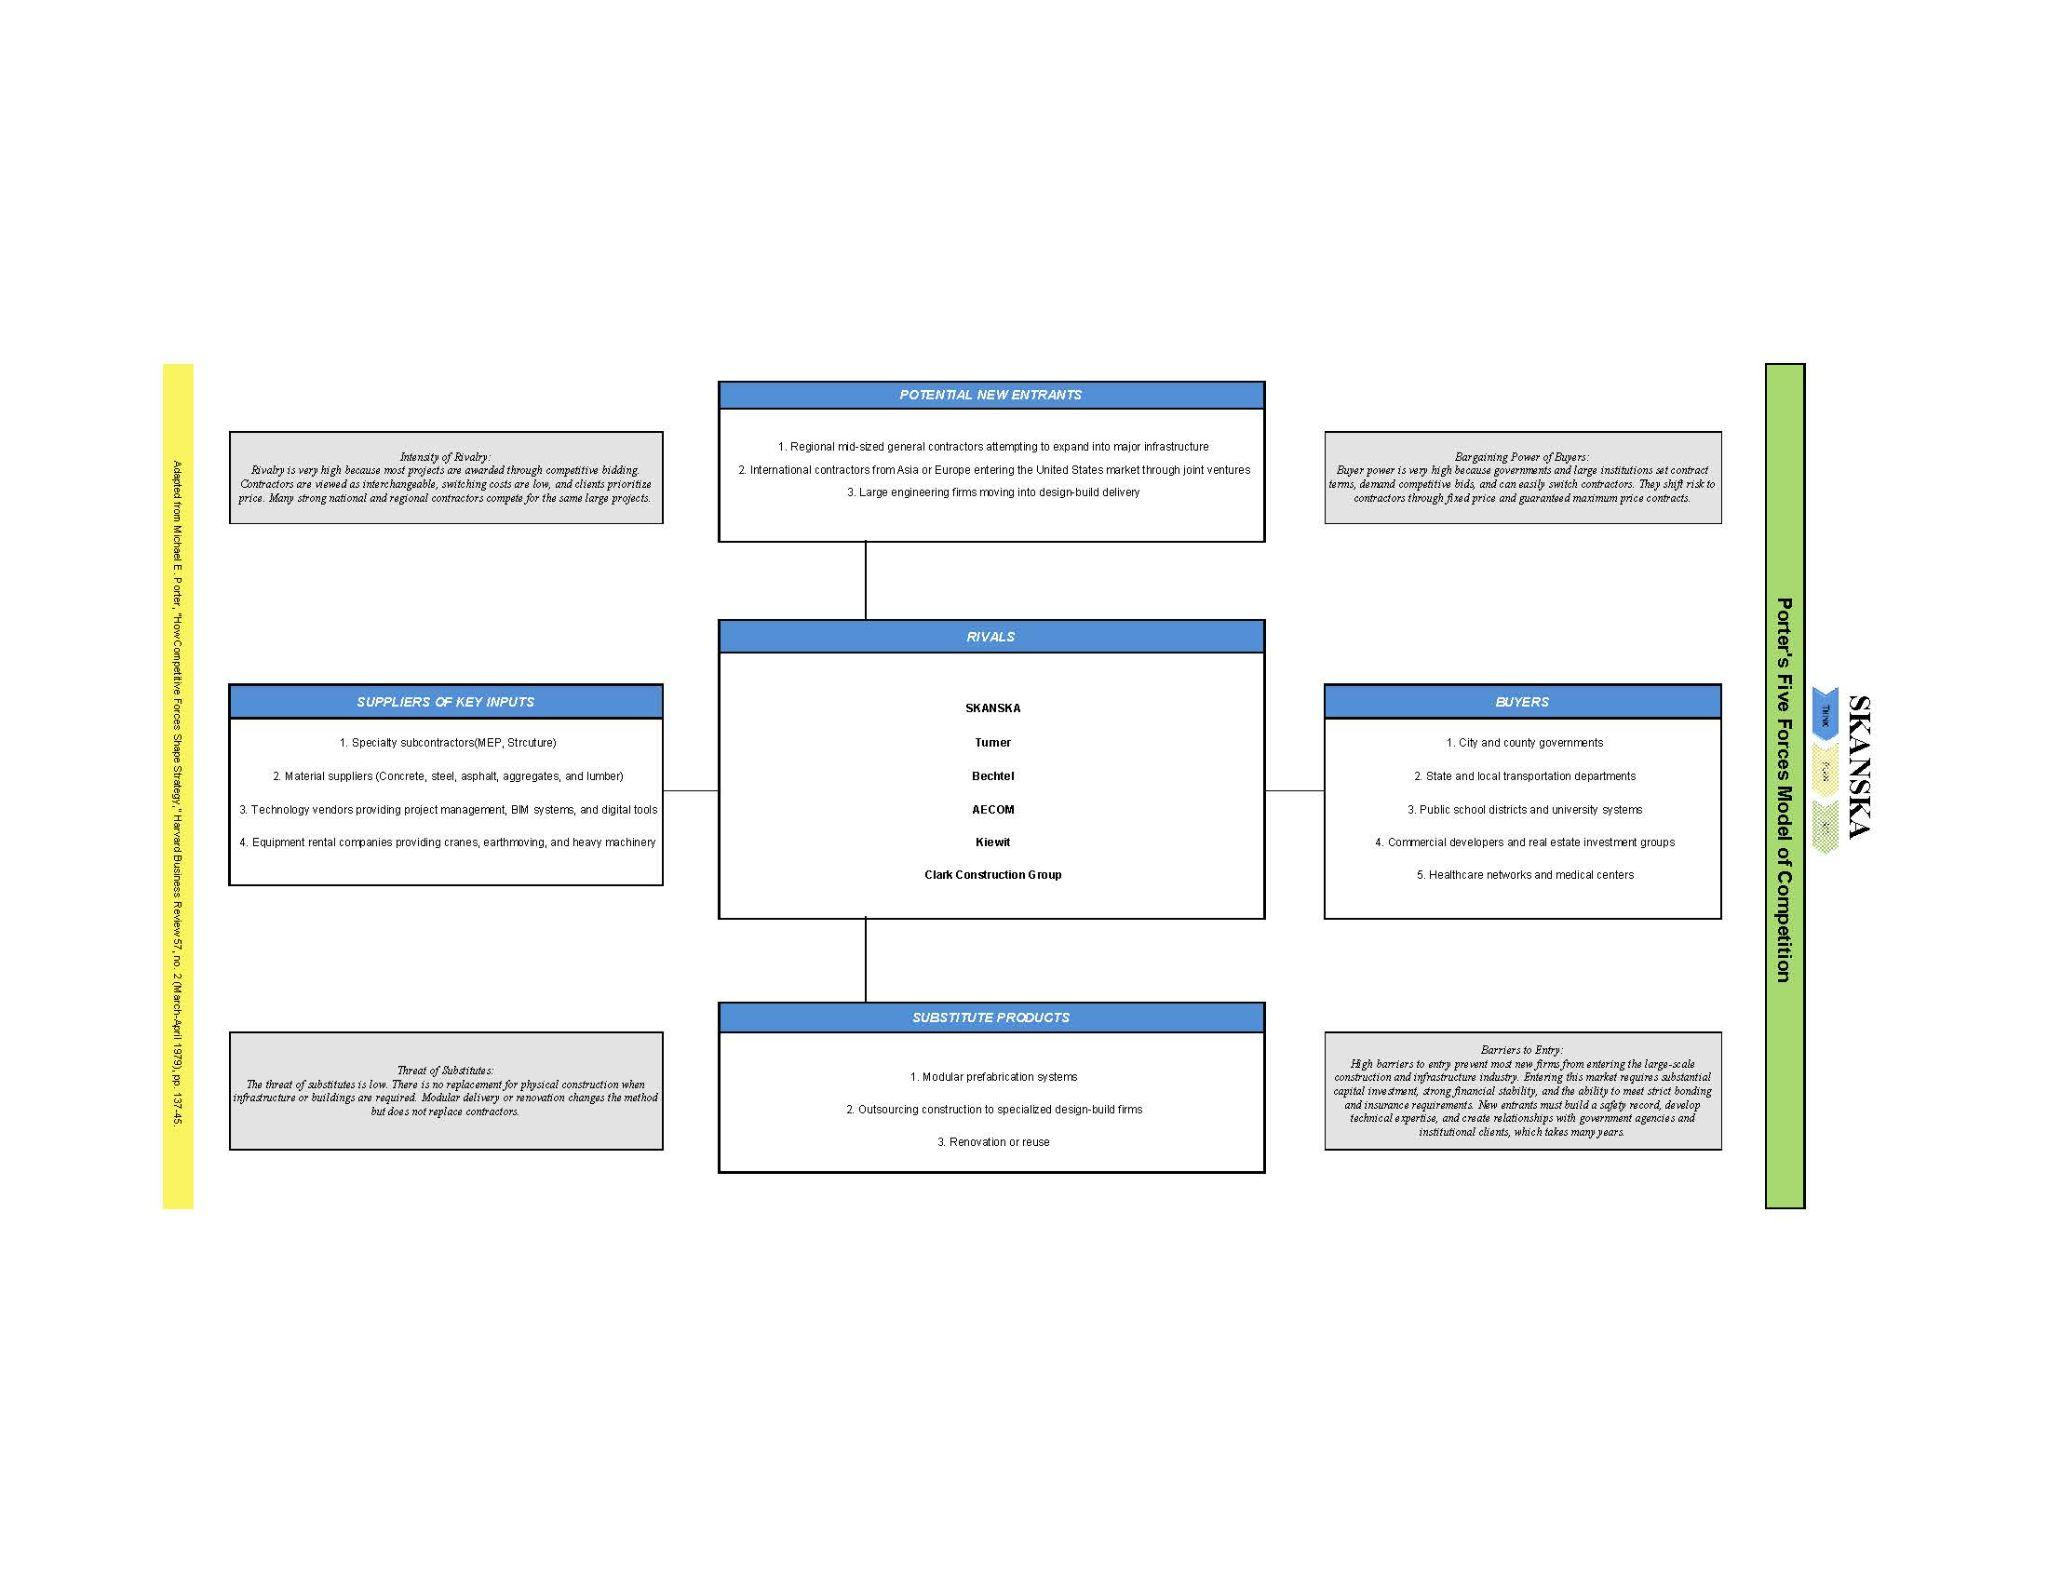 SKANSKA
THINK
PLAN
Porter's Five Forces Model of Competition
POTENTIAL NEW ENTRANTS
1. Regional mid-sized general contractors attempting to expand into major infrastructure
2. International contractors from Asia or Europe entering the United States market through joint ventures
3. Large engineering firms moving into design-build delivery
Intensity of Rivalry:
Rivalry is very high because most projects are awarded through competitive bidding.
Contractors are viewed as interchangeable, switching costs are low, and clients prioritize
price. Many strong national and regional contractors compete for the same large projects.
Bargaining Power of Buyers:
Buyer power is very high because governments and large institutions set contract
terms, demand competitive bids, and can easily switch contractors. They shift risk to
contractors through fixed price and guaranteed maximum price contracts.
RIVALS
SKANSKA
Turner
Bechtel
AECOM
Kiewit
Clark Construction Group
SUPPLIERS OF KEY INPUTS
1. Specialty subcontractors(MEP, Strcuture)
2. Material suppliers (Concrete, steel, asphalt, aggregates, and lumber)
3. Technology vendors providing project management, BIM systems, and digital tools
4. Equipment rental companies providing cranes, earthmoving, and heavy machinery
BUYERS
1. City and county governments
2. State and local transportation departments
3. Public school districts and university systems
4. Commercial developers and real estate investment groups
5. Healthcare networks and medical centers
SUBSTITUTE PRODUCTS
1. Modular prefabrication systems
2. Outsourcing construction to specialized design-build firms
3. Renovation or reuse
Threat of Substitutes:
The threat of substitutes is low. There is no replacement for physical construction when
infrastructure or buildings are required. Modular delivery or renovation changes the method
but does not replace contractors.
Barriers to Entry:
High barriers to entry prevent most new firms from entering the large-scale
construction and infrastructure industry. Entering this market requires substantial
capital investment, strong financial stability, and the ability to meet strict bonding
and insurance requirements. New entrants must build a safety record, develop
technical expertise, and create relationships with government agencies and
institutional clients, which takes many years.
Adapted from Michael E. Porter, "How Competitive Forces Shape Strategy," Harvard Business Review 57, no. 2 (March-April 1979), pp. 137-45.